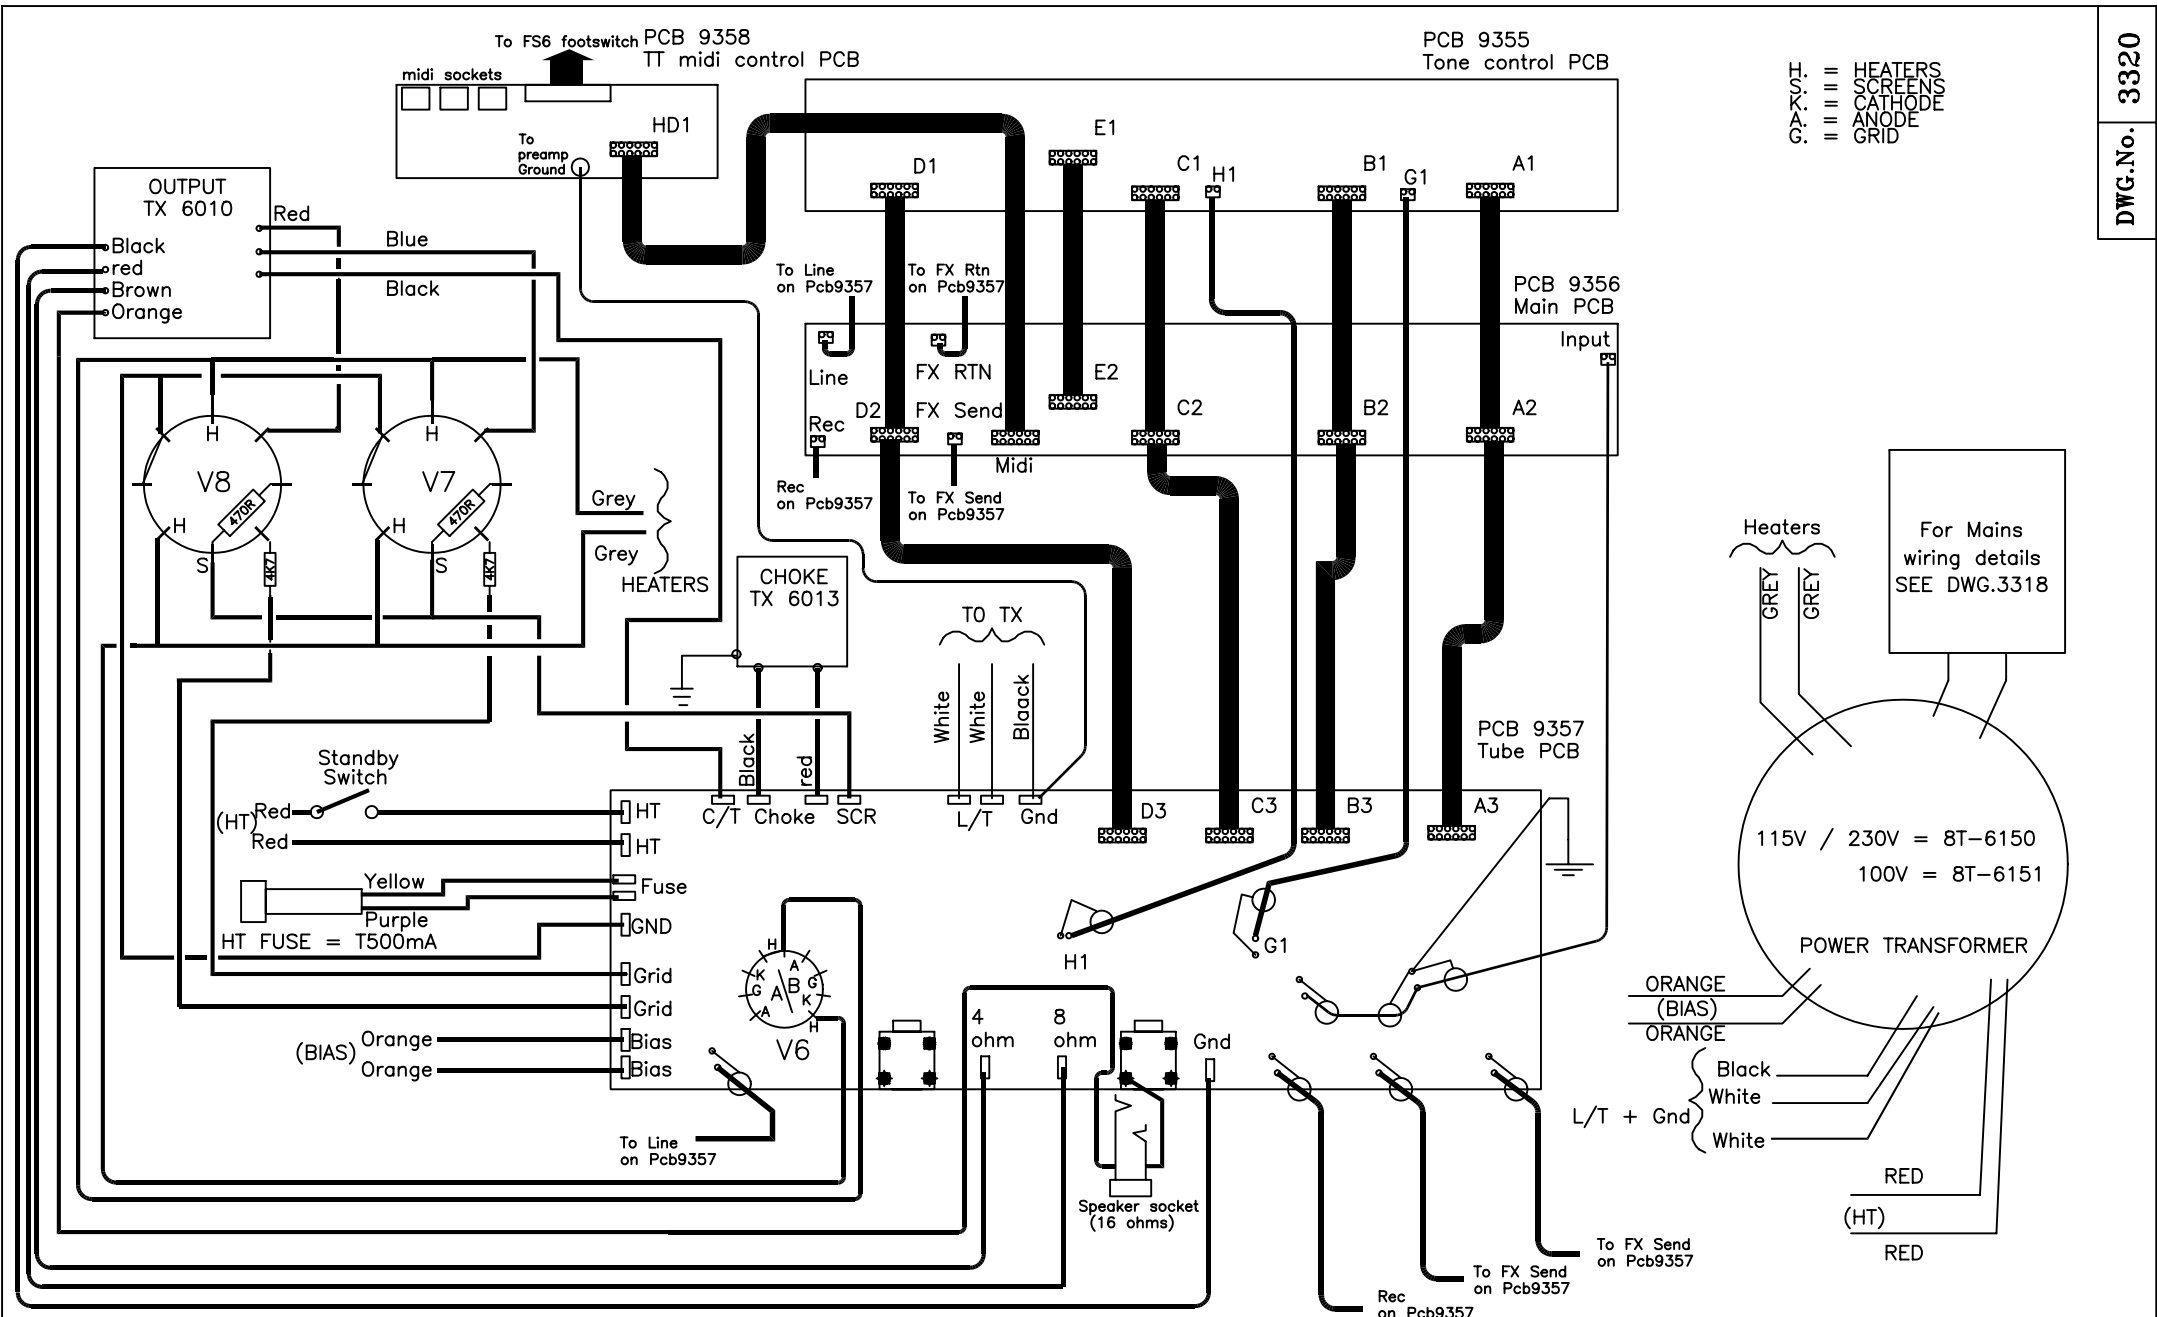 To FS6 footswitch
PCB 9358
TT midi control PCB
midi sockets
HD1
To
preamp
Ground
PCB 9355
Tone control PCB
E1
D1
C1
H1
B1
G1
A1
H. = HEATERS
S. = SCREENS
K. = CATHODE
A. = ANODE
G. = GRID
DWG.No. 3320
OUTPUT
TX 6010
Red
Black
Blue
red
Brown
Black
Orange
To Line
on Pcb9357
To FX Rtn
on Pcb9357
PCB 9356
Main PCB
Input
Line
FX RTN
E2
D2
FX Send
C2
B2
A2
Rec
Midi
Rec
on Pcb9357
To FX Send
on Pcb9357
H
H
V8
V7
470R
470R
H
H
S
S
4K7
4K7
Grey
Grey
HEATERS
CHOKE
TX 6013
TO TX
White
White
Blaack
Black
red
Heaters
GREY
GREY
For Mains
wiring details
SEE DWG.3318
PCB 9357
Tube PCB
Standby
Switch
(HT)
Red
Red
HT
HT
C/T
Choke
SCR
L/T
Gnd
D3
C3
B3
A3
Yellow
Purple
Fuse
HT FUSE = T500mA
GND
Grid
Grid
(BIAS)
Orange
Orange
Bias
Bias
H
K
A
G
A
B
G
K
A
H
V6
H1
G1
4
ohm
8
ohm
Gnd
To Line
on Pcb9357
Speaker socket
(16 ohms)
115V / 230V = 8T-6150
100V = 8T-6151
POWER TRANSFORMER
ORANGE
(BIAS)
ORANGE
Black
White
L/T + Gnd
White
RED
(HT)
RED
To FX Send
on Pcb9357
To FX Send
on Pcb9357
Rec
on Pcb9357